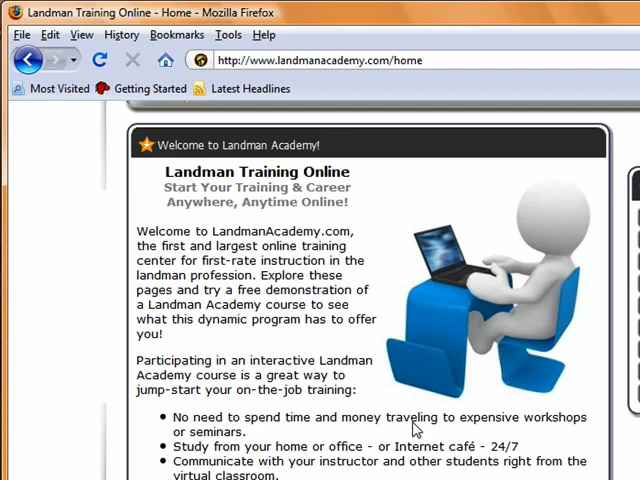 Landman Training Online - Home - Mozilla Firefox
File Edit View History Bookmarks Tools Help
http://www.landmanacademy.com/home
Most Visited Getting Started Latest Headlines
Welcome to Landman Academy!
Landman Training Online
Start Your Training & Career
Anywhere, Anytime Online!
Welcome to LandmanAcademy.com,
the first and largest online training
center for first-rate instruction in the
landman profession. Explore these
pages and try a free demonstration of
a Landman Academy course to see
what this dynamic program has to offer
you!
Participating in an interactive Landman
Academy course is a great way to
jump-start your on-the-job training:
• No need to spend time and money traveling to expensive workshops
or seminars.
• Study from your home or office - or Internet café - 24/7
• Communicate with your instructor and other students right from the
virtual classroom.